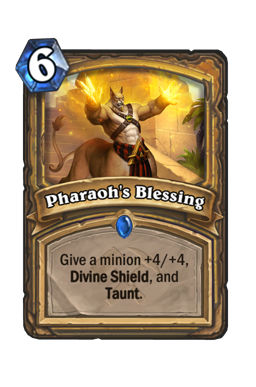 6
Pharaoh's Blessing
Give a minion +4/+4,
Divine Shield, and
Taunt.